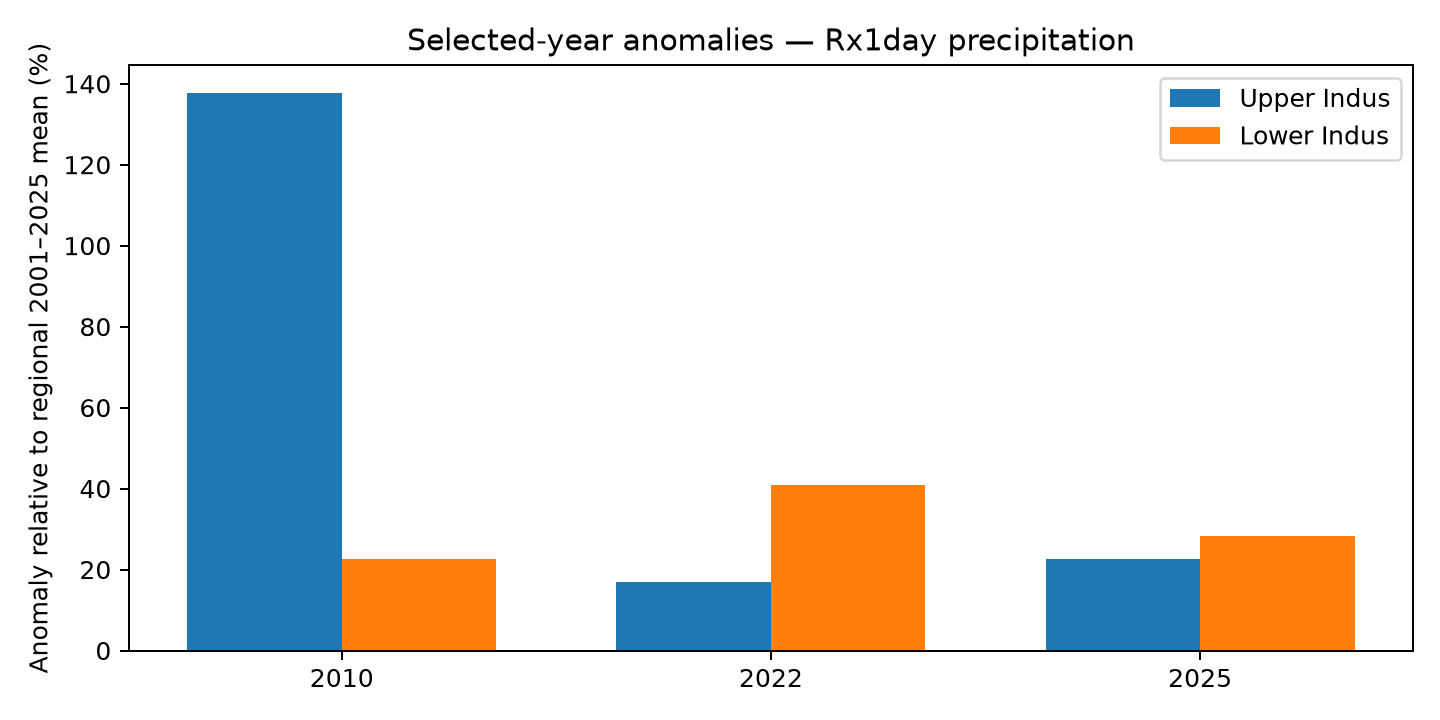 Selected-year anomalies — Rx1day precipitation
Anomaly relative to regional 2001–2025 mean (%)
140
120
100
80
60
40
20
0
2010
2022
2025
Upper Indus
Lower Indus